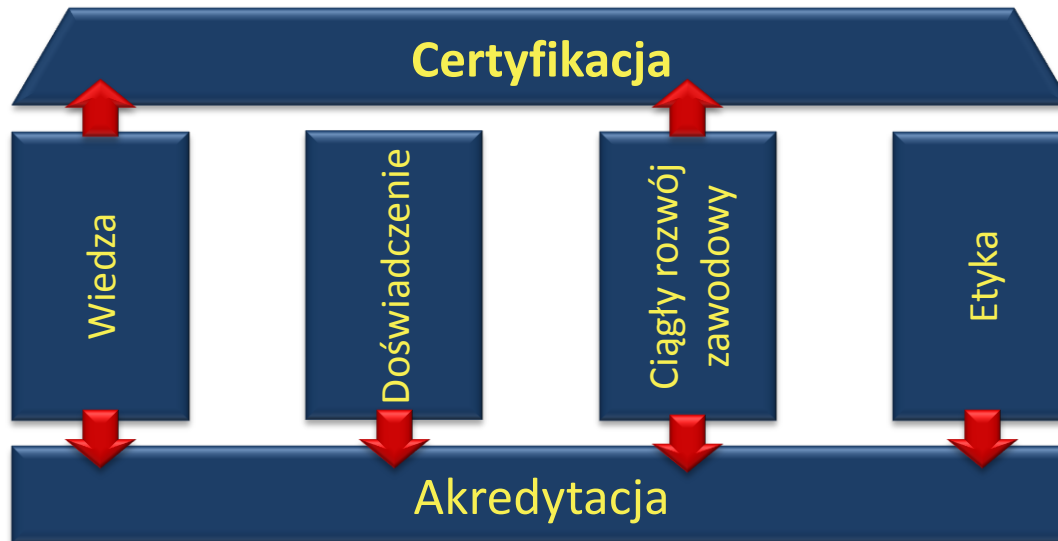 Certyfikacja
Wiedza
Doświadczenie
Ciągły rozwój
zawodowy
Etyka
Akredytacja